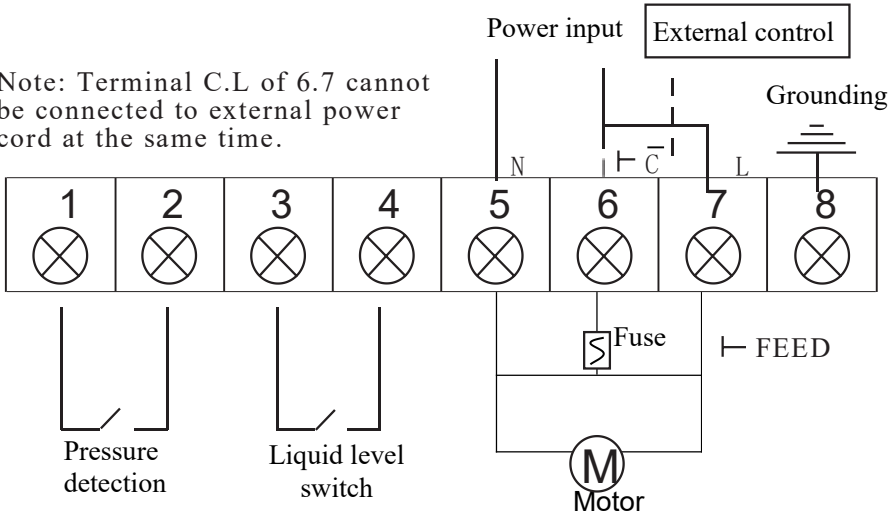 Power input
External control
Note: Terminal C.L of 6.7 cannot
be connected to external power
cord at the same time.
Grounding
N
C
L
1 2 3 4 5 6 7 8
Fuse
FEED
Pressure
detection
Liquid level
switch
M
Motor